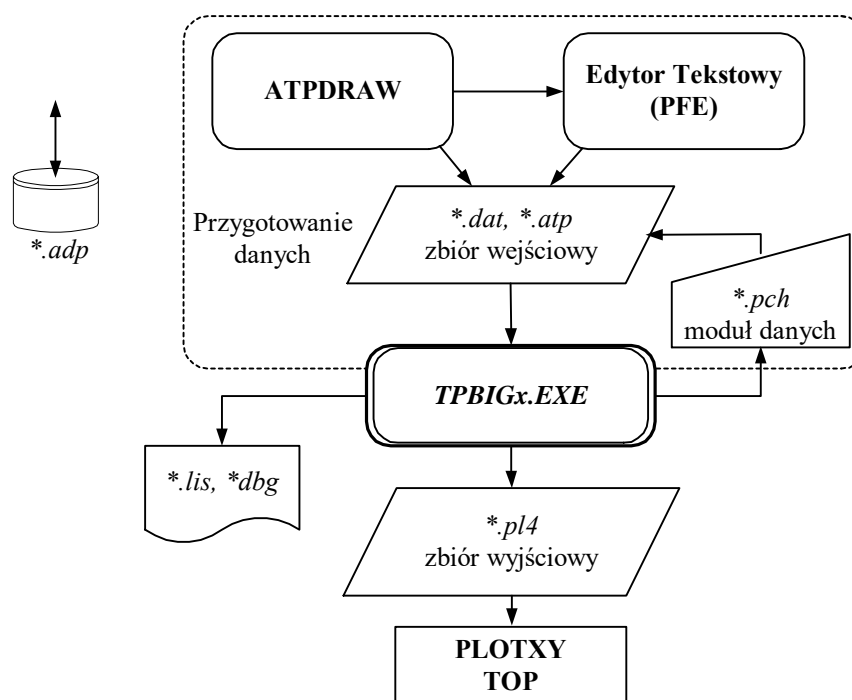 ATPDRAW
Edytor Tekstowy
(PFE)
*.adp
Przygotowanie
danych
*.dat, *.atp
zbiór wejściowy
*.pch
moduł danych
TPBIGx.EXE
*.lis, *dbg
*.pl4
zbiór wyjściowy
PLOTXY
TOP